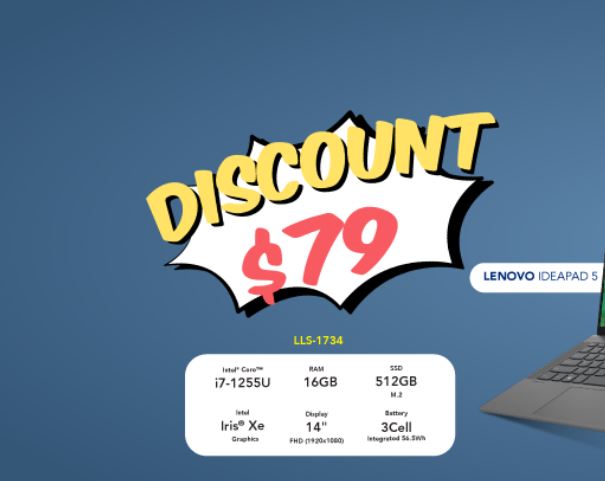 DISCOUNT
$79
LENOVO IDEAPAD 5
LLS-1734
Intel® Core™ RAM SSD
i7-1255U 16GB 512GB
M.2
Intel Display Battery
Iris® Xe 14" 3Cell
Graphics FHD (1920x1080) Integrated 56.5Wh